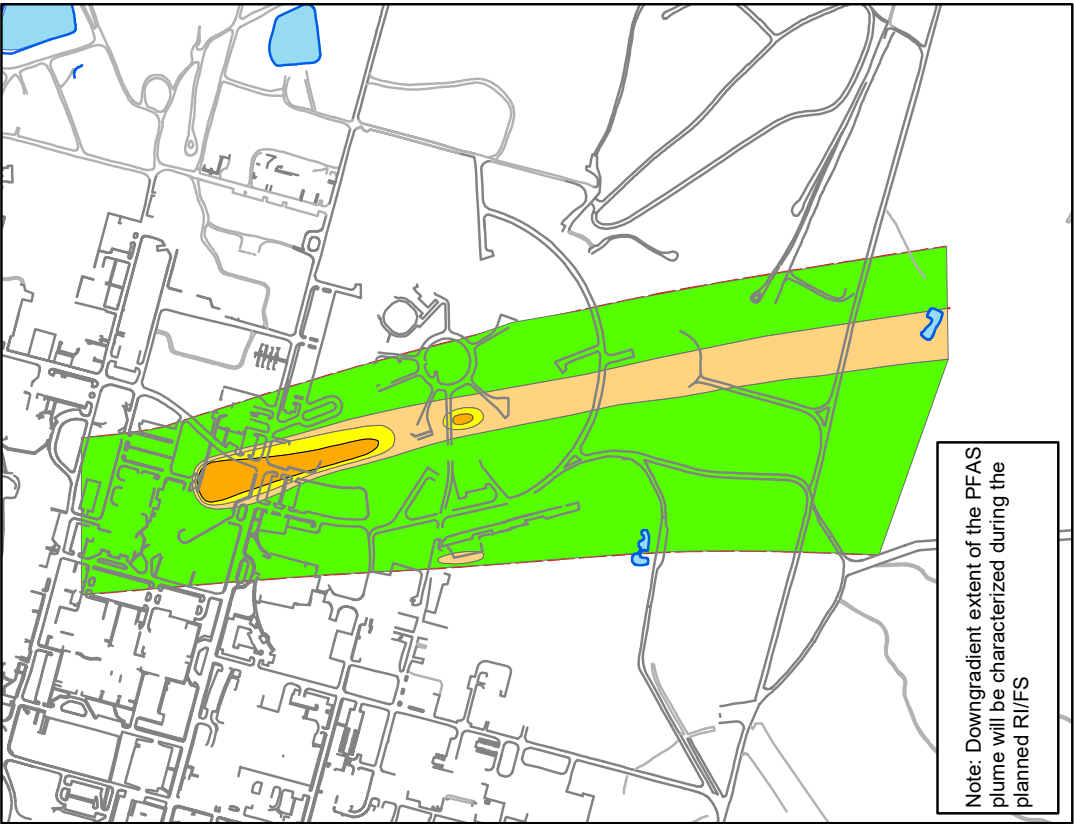 Note: Downgradient extent of the PFAS
plume will be characterized during the
planned RI/FS